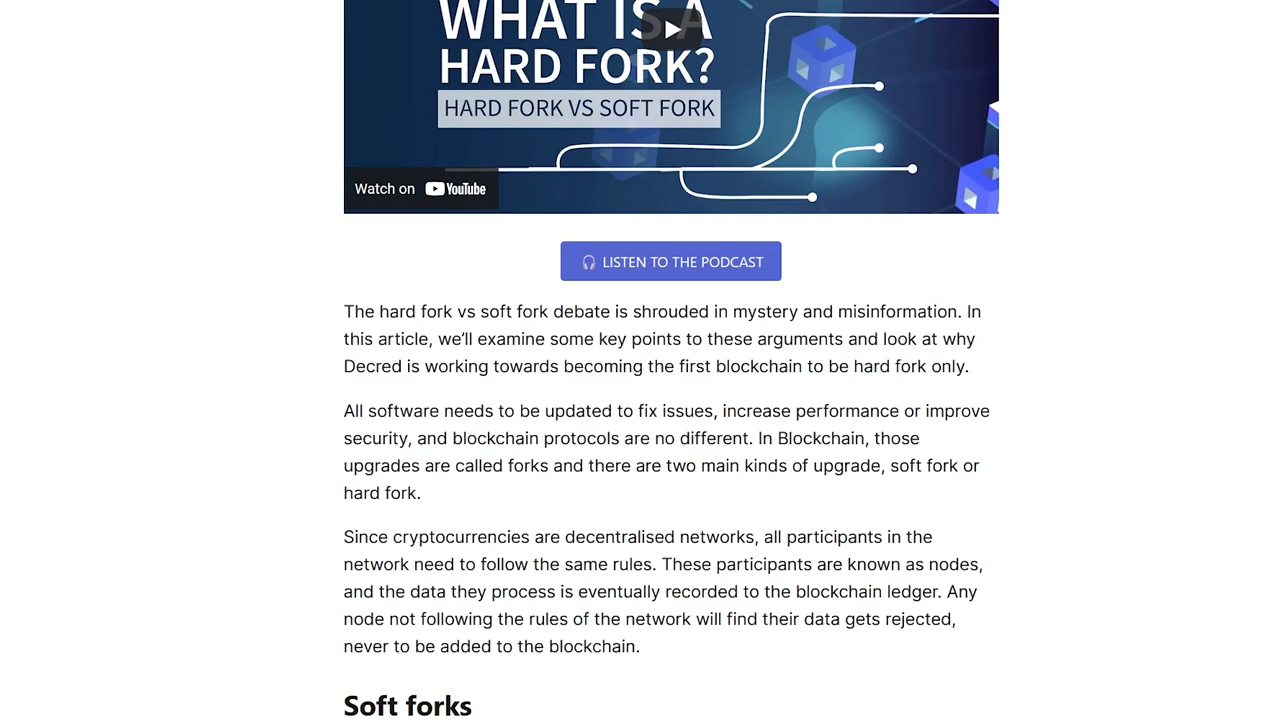 WHAT IS A
HARD FORK?
HARD FORK VS SOFT FORK
Watch on YouTube
LISTEN TO THE PODCAST
The hard fork vs soft fork debate is shrouded in mystery and misinformation. In
this article, we’ll examine some key points to these arguments and look at why
Decred is working towards becoming the first blockchain to be hard fork only.
All software needs to be updated to fix issues, increase performance or improve
security, and blockchain protocols are no different. In Blockchain, those
upgrades are called forks and there are two main kinds of upgrade, soft fork or
hard fork.
Since cryptocurrencies are decentralised networks, all participants in the
network need to follow the same rules. These participants are known as nodes,
and the data they process is eventually recorded to the blockchain ledger. Any
node not following the rules of the network will find their data gets rejected,
never to be added to the blockchain.
Soft forks